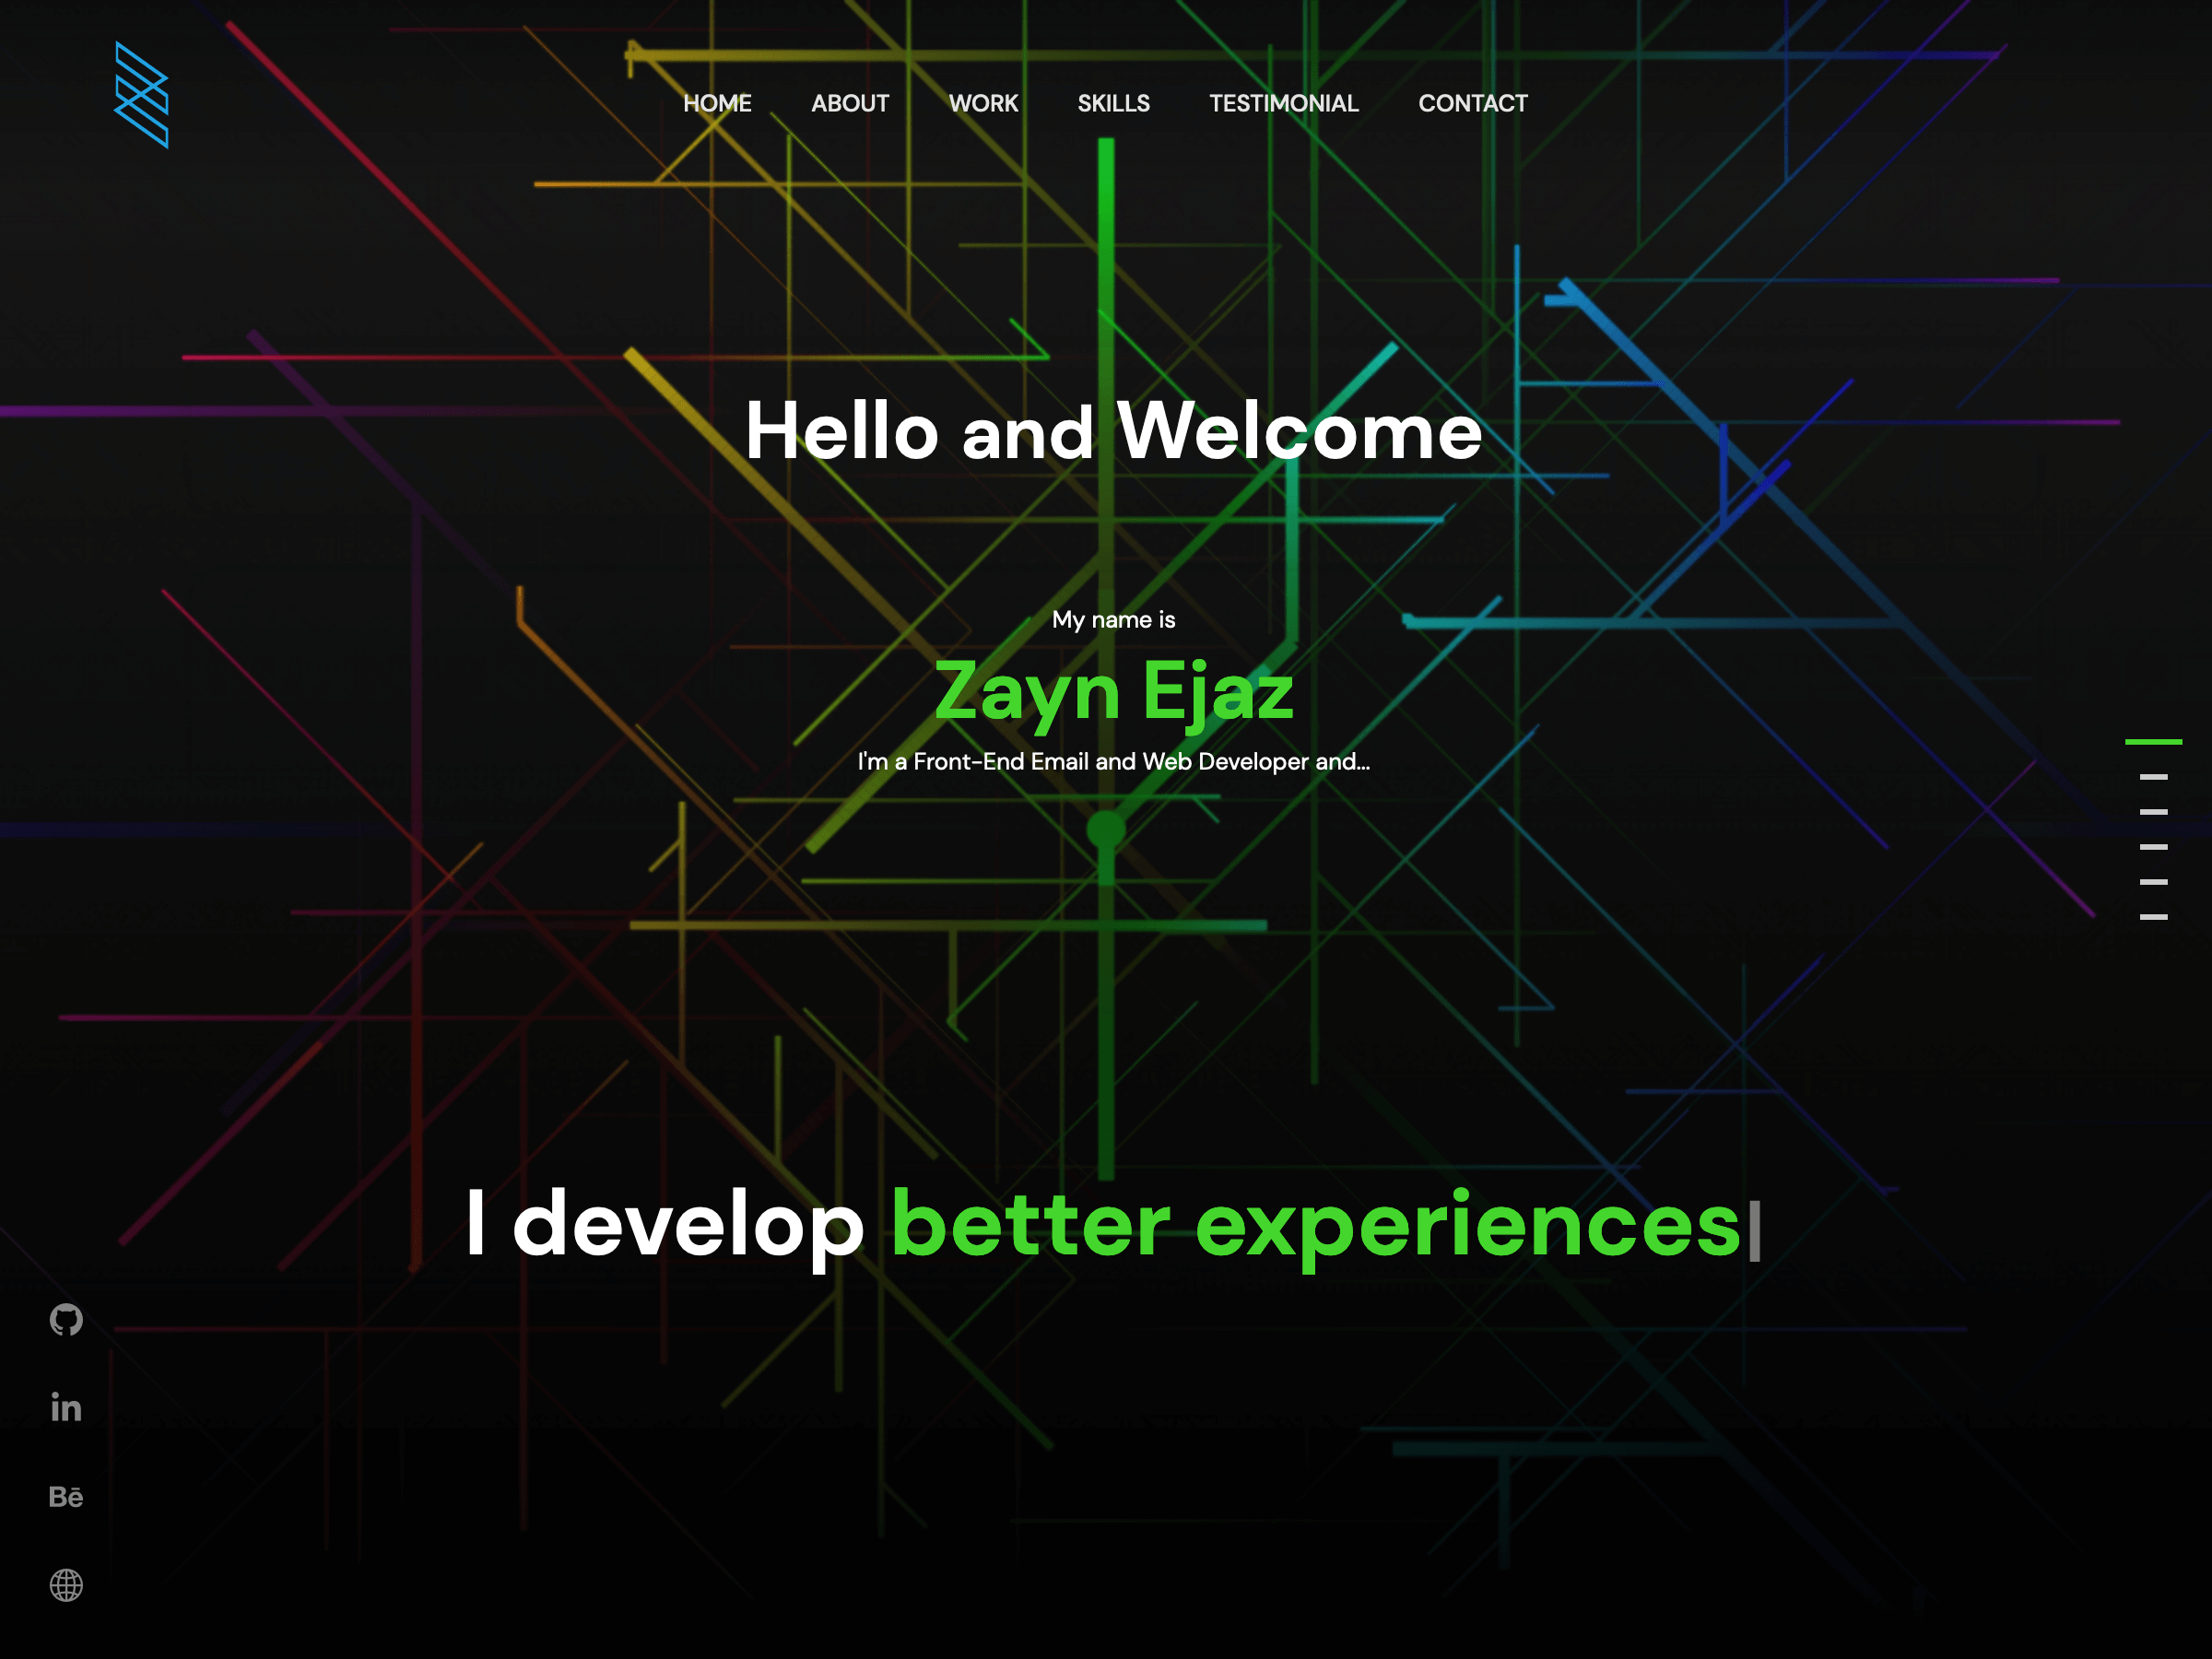 HOME ABOUT WORK SKILLS TESTIMONIAL CONTACT
Hello and Welcome
My name is
Zayn Ejaz
I'm a Front-End Email and Web Developer and...
I develop better experiences|
in
Bē